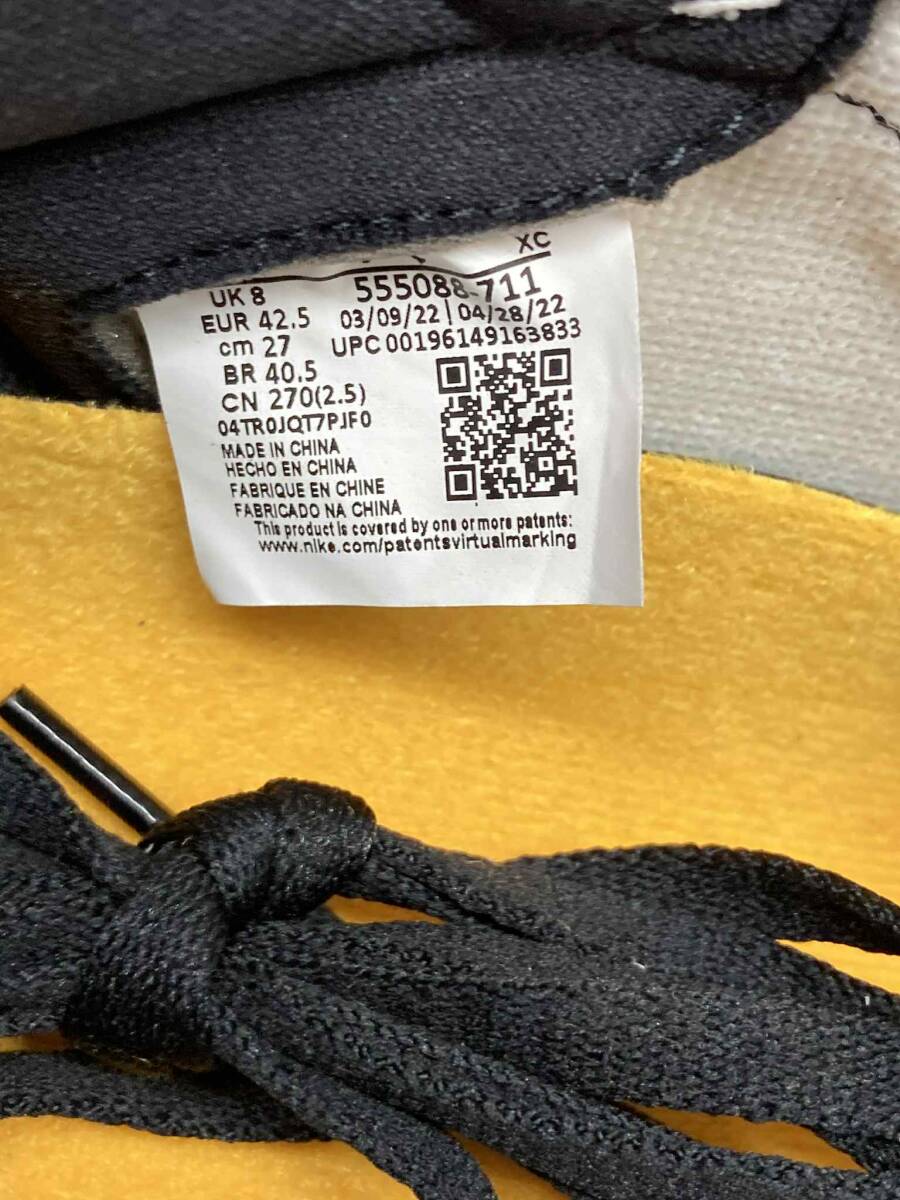 XC
UK 8 555088-711
EUR 42.5 03/09/22 | 04/28/22
cm 27 UPC 00196149163833
BR 40.5
CN 270(2.5)
04TR0JQT7PJF0
MADE IN CHINA
HECHO EN CHINA
FABRIQUE EN CHINE
FABRICADO NA CHINA
This product is covered by one or more patents:
www.nike.com/patentsvirtualmarking